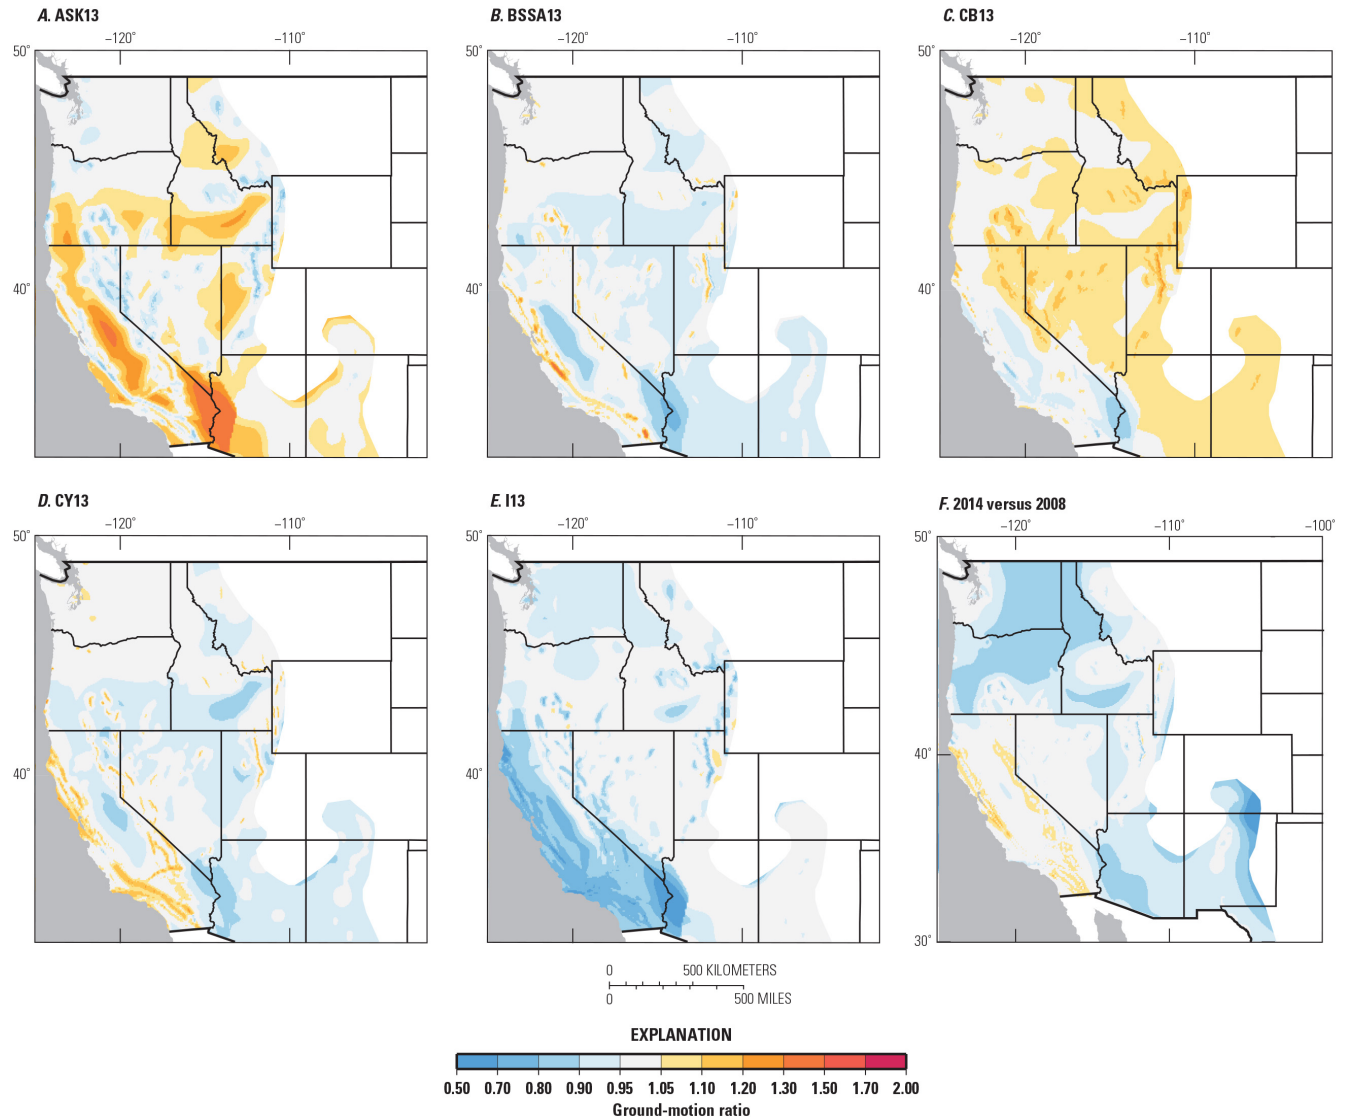 A. ASK13
B. BSSA13
C. CB13
−120˚ −110˚
−120˚ −110˚
−120˚ −110˚
50˚
50˚
50˚
40˚
40˚
40˚
D. CY13
E. I13
F. 2014 versus 2008
−120˚ −110˚
−120˚ −110˚
−120˚ −110˚ −100˚
50˚
50˚
50˚
40˚
40˚
40˚
30˚
0 500 KILOMETERS
0 500 MILES
EXPLANATION
0.50 0.70 0.80 0.90 0.95 1.05 1.10 1.20 1.30 1.50 1.70 2.00
Ground-motion ratio